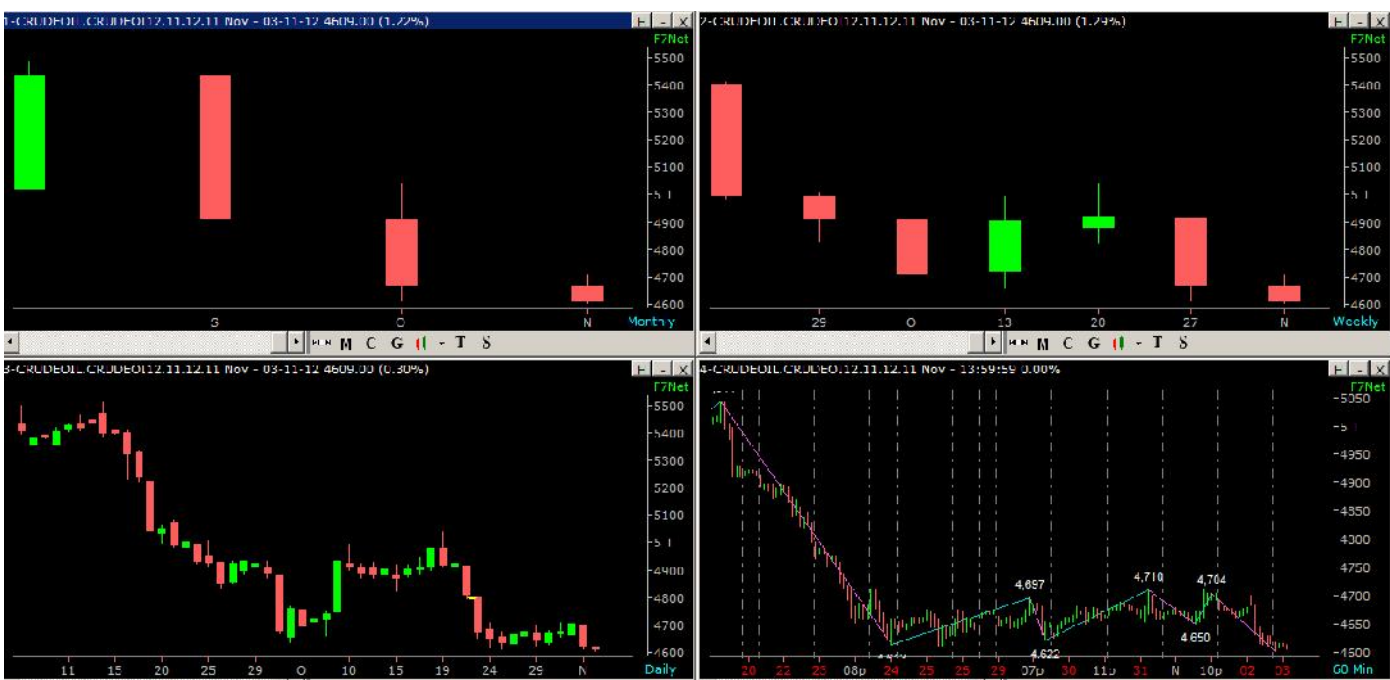 1-CRUDEOIL.CRUDEOI12.11.12.11 Nov - 03-11-12 4609.00 (1.22%)
F7Net
5500
5400
5300
5200
5100
4900
4800
4700
4600
S O N Monthly
M C G - T S
2-CRUDEOIL.CRUDEOI12.11.12.11 Nov - 03-11-12 4609.00 (1.29%)
F7Net
5500
5400
5300
5200
5100
4900
4800
4700
4600
29 O 13 20 27 N Weekly
M C G - T S
3-CRUDEOIL.CRUDEOI12.11.12.11 Nov - 03-11-12 4609.00 (0.30%)
F7Net
5500
5400
5300
5200
5100
4900
4800
4700
4600
11 15 20 25 29 O 10 15 19 24 29 N Daily
4-CRUDEOIL.CRUDEOI12.11.12.11 Nov - 13:59:59 0.00%
F7Net
5050
4950
4900
4850
4750
4700
4650
4,697
4,710
4,704
4 650
4.622
20 22 23 08p 24 25 29 07p 30 11p 31 N 10p 02 03 60 Min